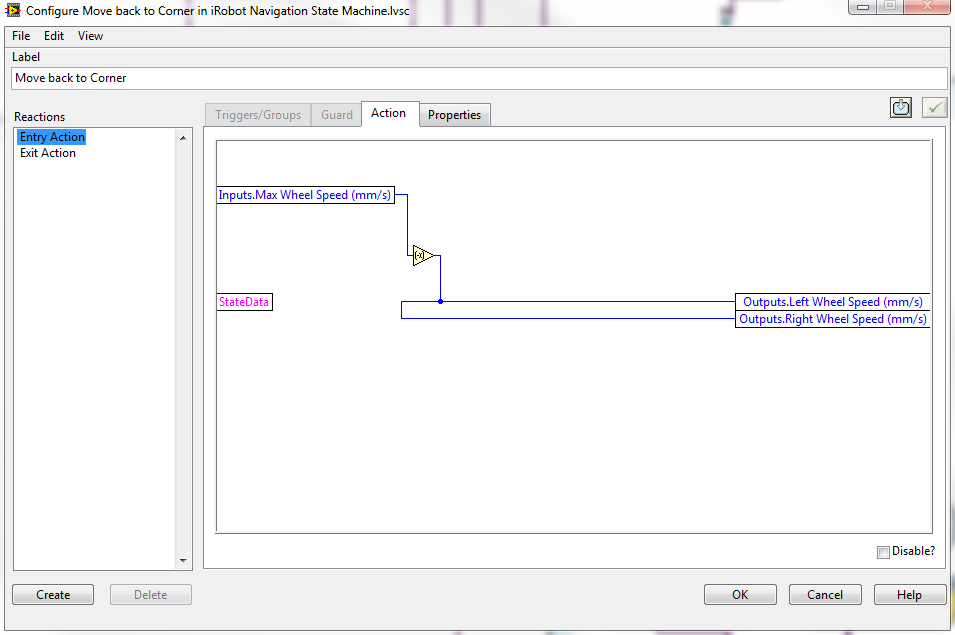 Configure Move back to Corner in iRobot Navigation State Machine.lvsc
File Edit View
Label
Move back to Corner
Reactions
Entry Action
Exit Action
Triggers/Groups Guard Action Properties
Inputs.Max Wheel Speed (mm/s)
StateData
Outputs.Left Wheel Speed (mm/s)
Outputs.Right Wheel Speed (mm/s)
Disable?
Create Delete OK Cancel Help